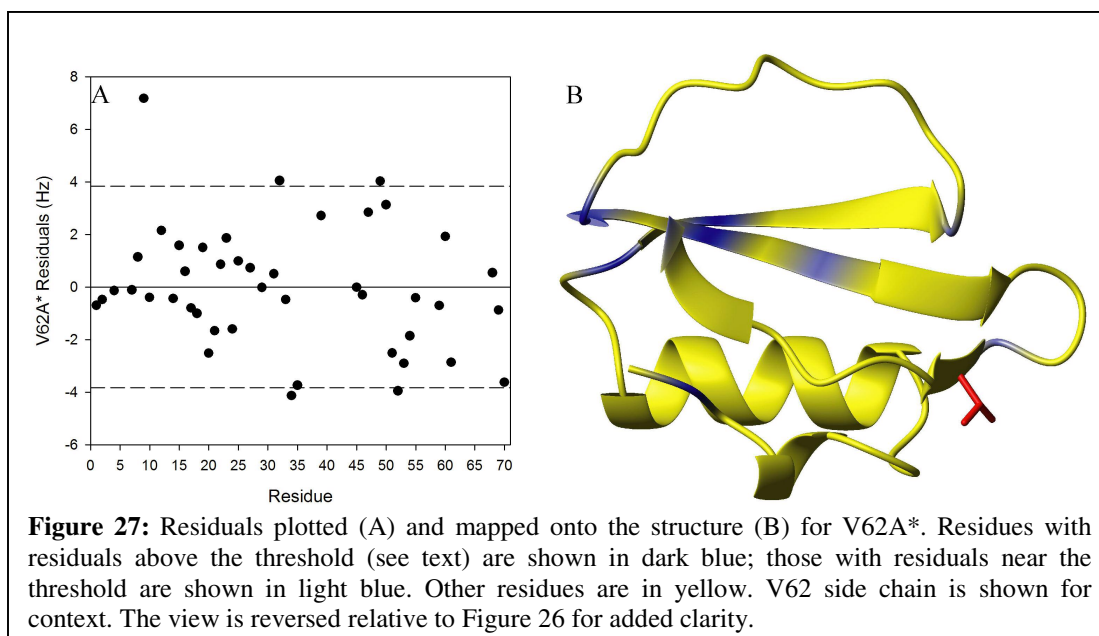 A
B
V62A* Residuals (Hz)
8
6
4
2
0
-2
-4
-6
0 5 10 15 20 25 30 35 40 45 50 55 60 65 70
Residue
Figure 27: Residuals plotted (A) and mapped onto the structure (B) for V62A*. Residues with
residuals above the threshold (see text) are shown in dark blue; those with residuals near the
threshold are shown in light blue. Other residues are in yellow. V62 side chain is shown for
context. The view is reversed relative to Figure 26 for added clarity.